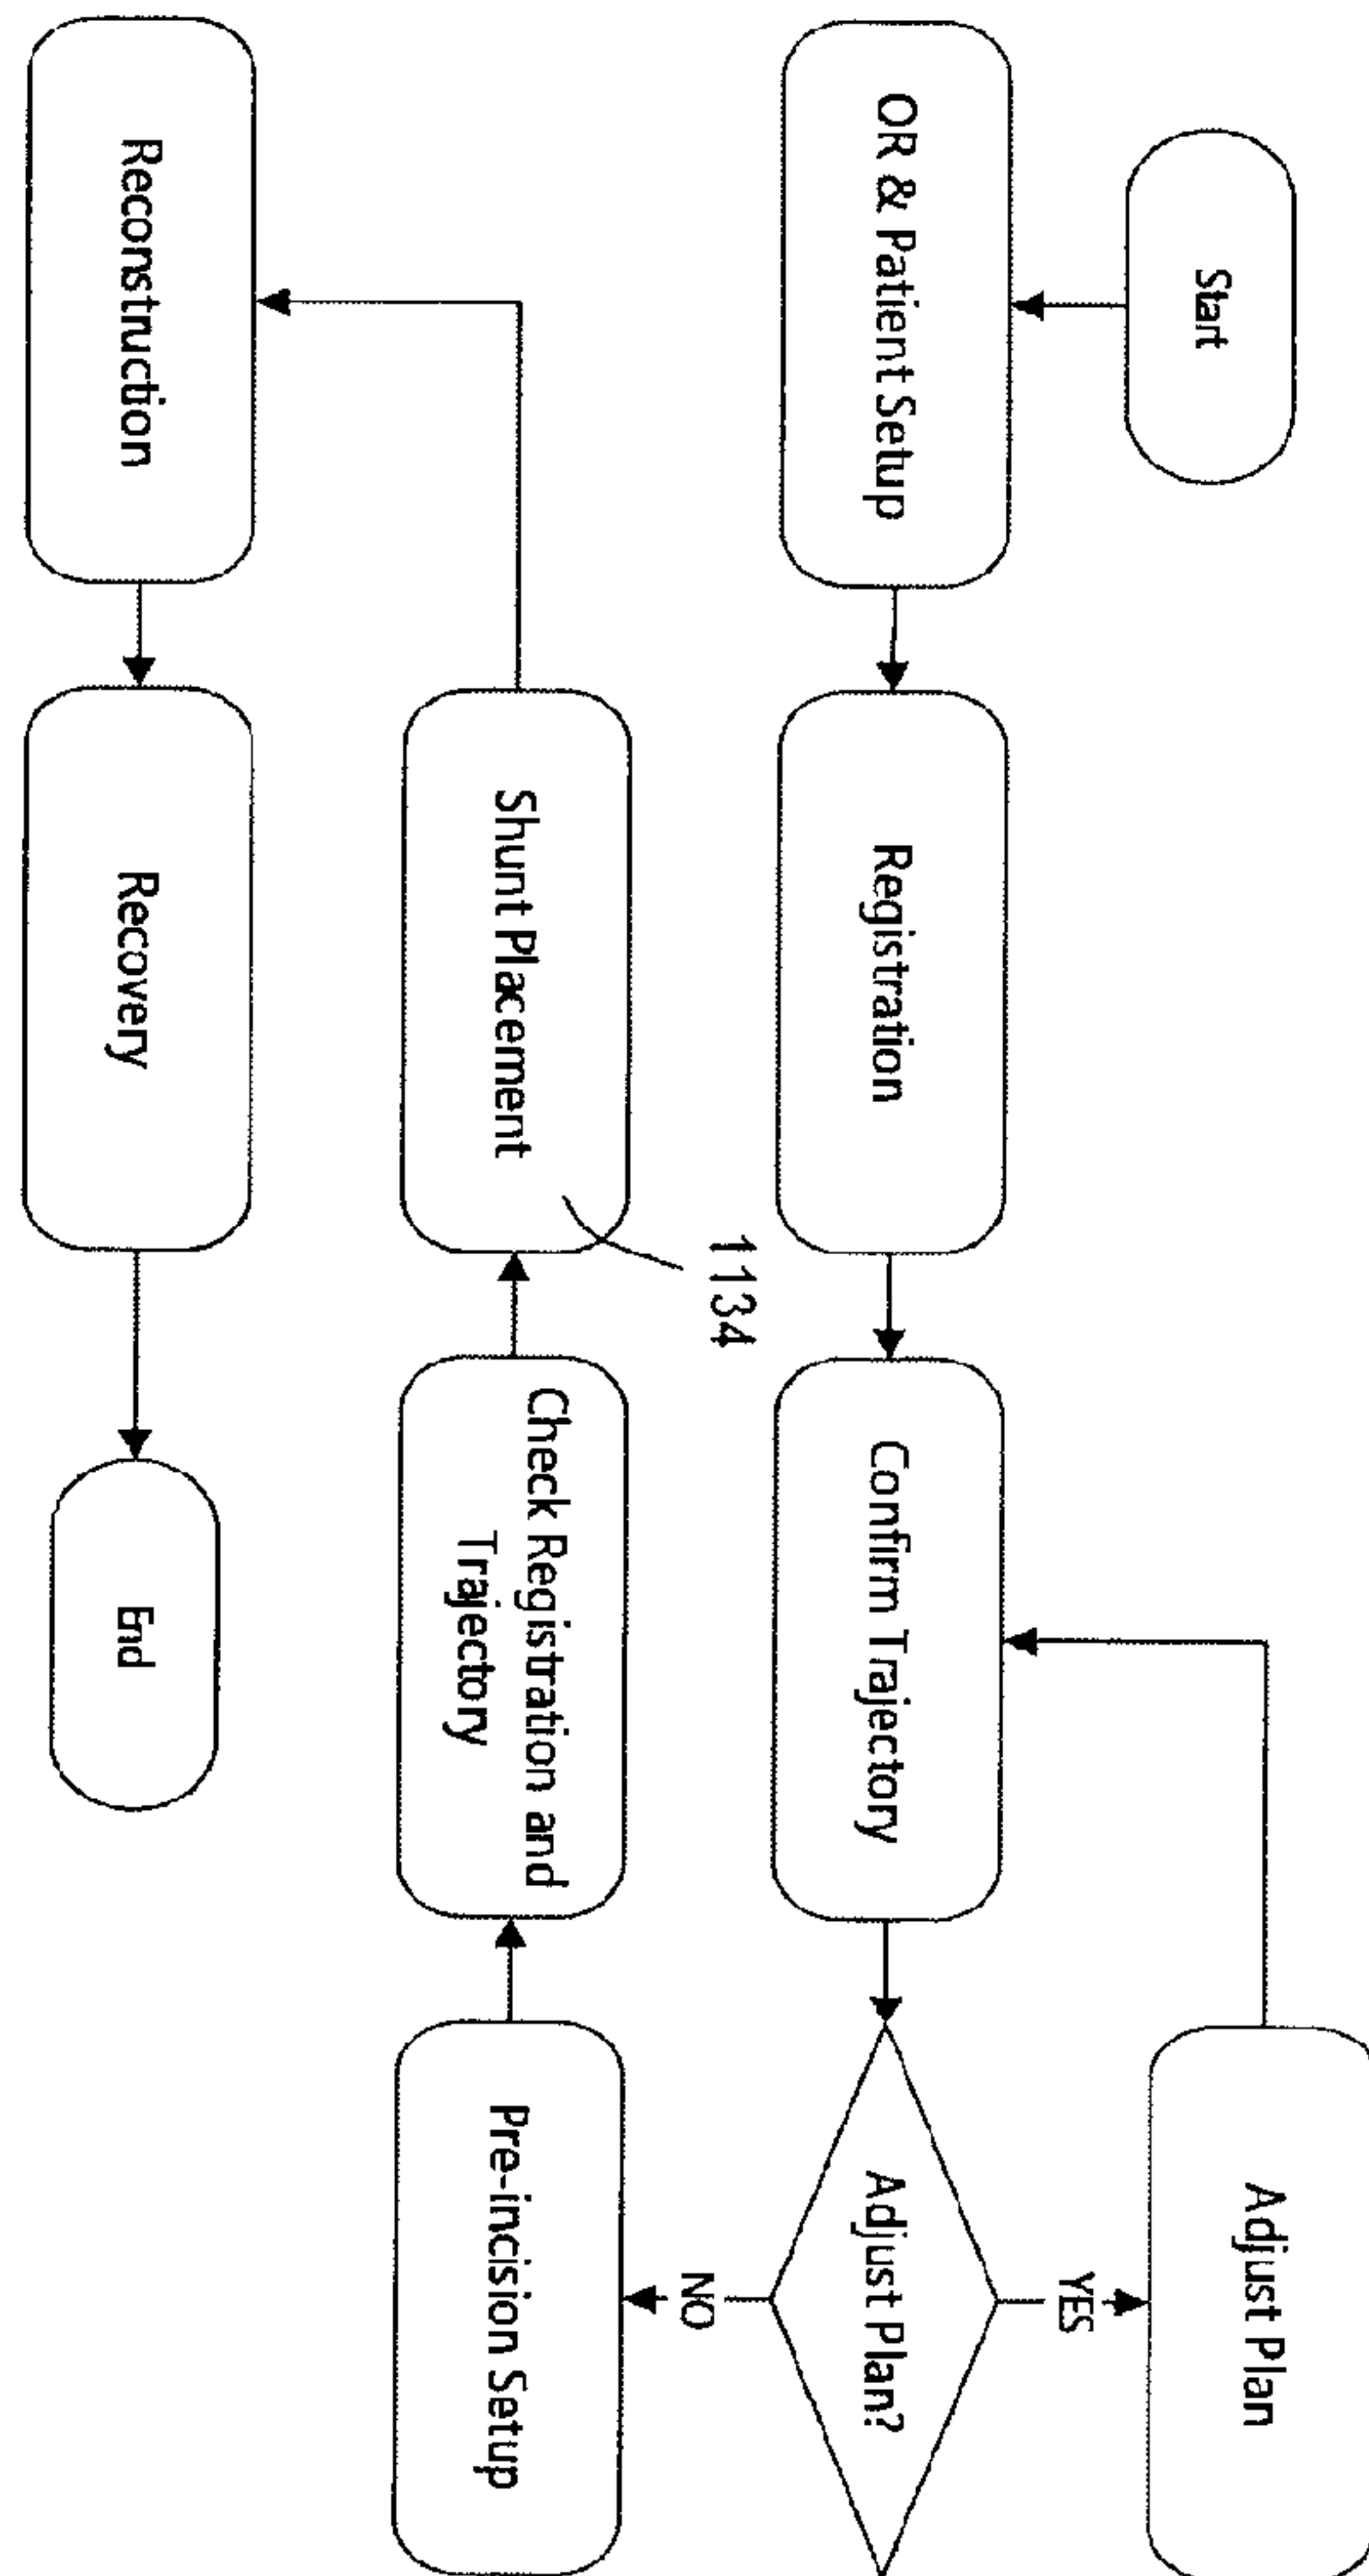 Start
Adjust Plan
OR & Patient Setup
Registration
Confirm Trajectory
Adjust Plan?
YES
NO
1134
Pre-incision Setup
Check Registration and
Trajectory
Shunt Placement
Reconstruction
Recovery
End